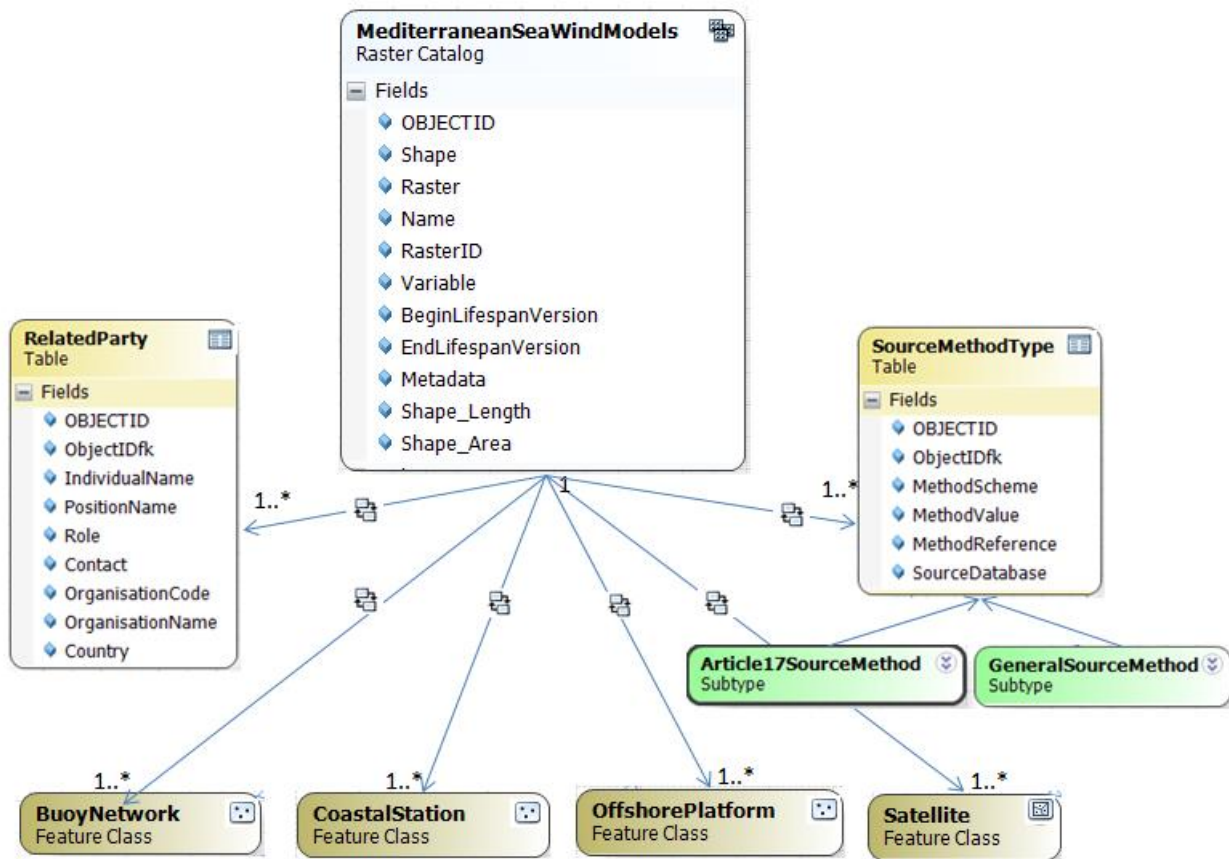 MediterraneanSeaWindModels
Raster Catalog
Fields
OBJECTID
Shape
Raster
Name
RasterID
Variable
BeginLifespanVersion
EndLifespanVersion
Metadata
Shape_Length
Shape_Area
RelatedParty
Table
Fields
OBJECTID
ObjectIDfk
IndividualName
PositionName
Role
Contact
OrganisationCode
OrganisationName
Country
SourceMethodType
Table
Fields
OBJECTID
ObjectIDfk
MethodScheme
MethodValue
MethodReference
SourceDatabase
1..*
1
1..*
Article17SourceMethod
Subtype
GeneralSourceMethod
Subtype
1..*
1..*
1..*
1..*
BuoyNetwork
Feature Class
CoastalStation
Feature Class
OffshorePlatform
Feature Class
Satellite
Feature Class